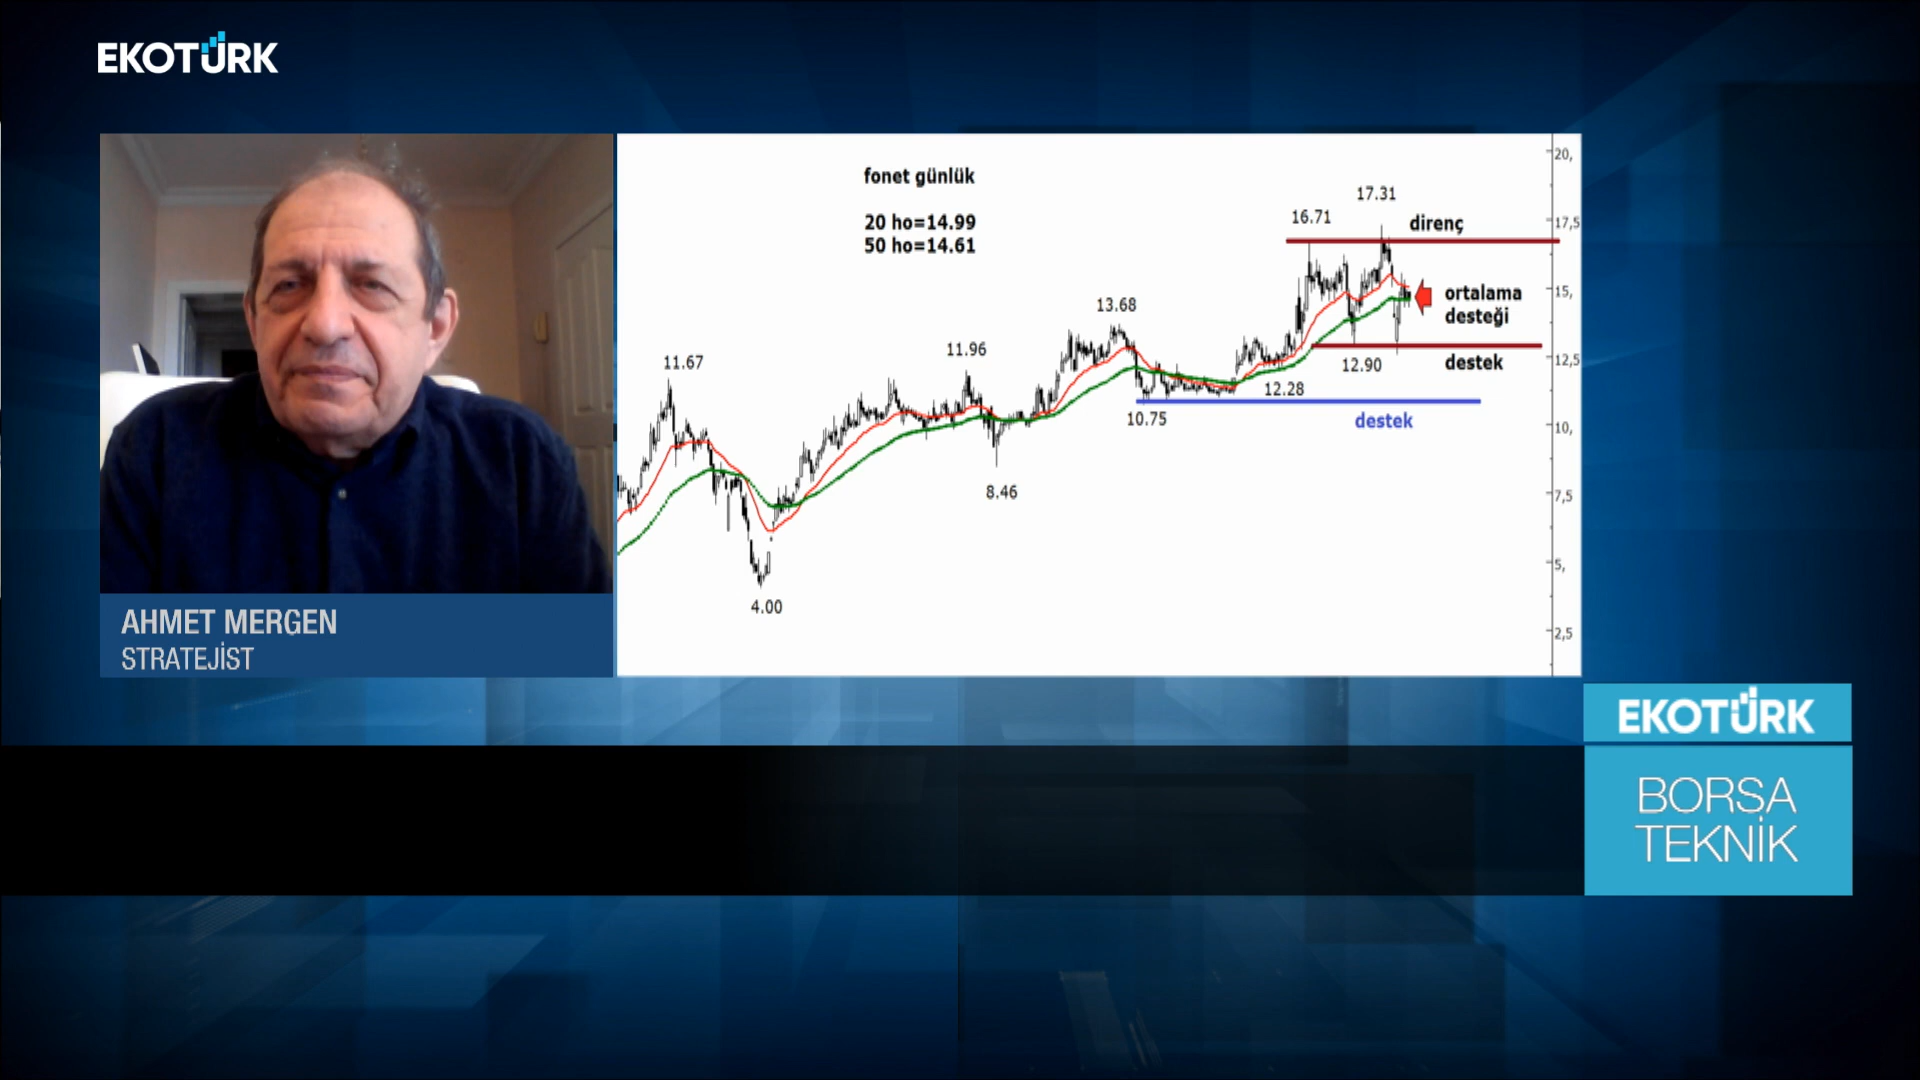 EKOTÜRK
fonet günlük
20 ho=14.99
50 ho=14.61
11.67
4.00
11.96
8.46
13.68
10.75
12.28
16.71
17.31
12.90
direnç
ortalama
desteği
destek
destek
20,
17,5
15,
12,5
10,
7,5
5,
2,5
AHMET MERGEN
STRATEJİST
EKOTÜRK
BORSA
TEKNİK